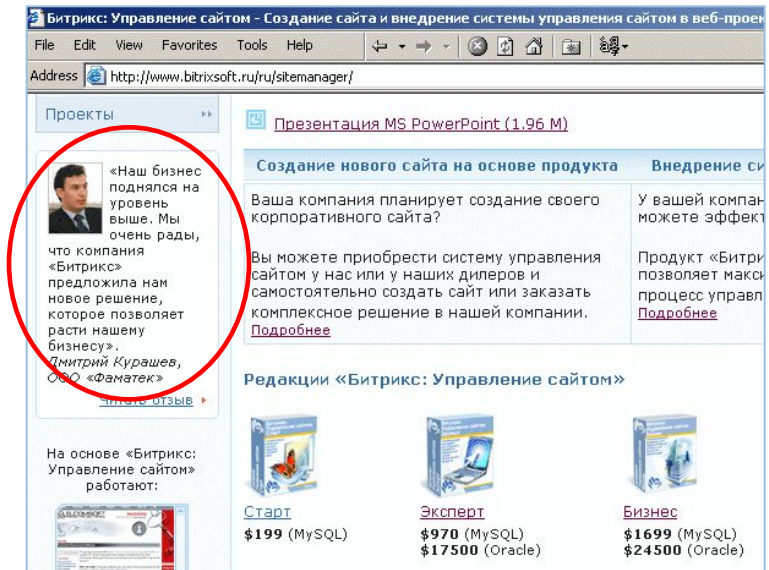 Битрикс: Управление сайтом - Создание сайта и внедрение системы управления сайтом в веб-проек
File Edit View Favorites Tools Help
Address http://www.bitrixsoft.ru/ru/sitemanager/
Проекты
«Наш бизнес
поднялся на
уровень
выше. Мы
очень рады,
что компания
«Битрикс»
предложила нам
новое решение,
которое позволяет
расти нашему
бизнесу».
Дмитрий Курашев,
ООО «Фаматек»
Читать отзыв
На основе «Битрикс:
Управление сайтом»
работают:
Презентация MS PowerPoint (1.96 M)
Создание нового сайта на основе продукта
Ваша компания планирует создание своего
корпоративного сайта?
Вы можете приобрести систему управления
сайтом у нас или у наших дилеров и
самостоятельно создать сайт или заказать
комплексное решение в нашей компании.
Подробнее
Внедрение си
У вашей компан
можете эффект
Продукт «Битри
позволяет макси
процесс управл
Подробнее
Редакции «Битрикс: Управление сайтом»
Старт
$199 (MySQL)
Эксперт
$970 (MySQL)
$17500 (Oracle)
Бизнес
$1699 (MySQL)
$24500 (Oracle)